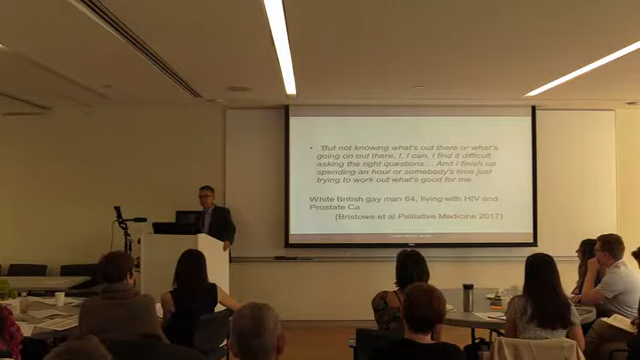 • 'But not knowing what's out there or what's
going on out there, I, I can, I find it difficult
asking the right questions… And I finish up
spending an hour or somebody's time just
trying to work out what's good for me.
White British gay man 64, living with HIV and
Prostate Ca
(Bristowe et al Palliative Medicine 2017)